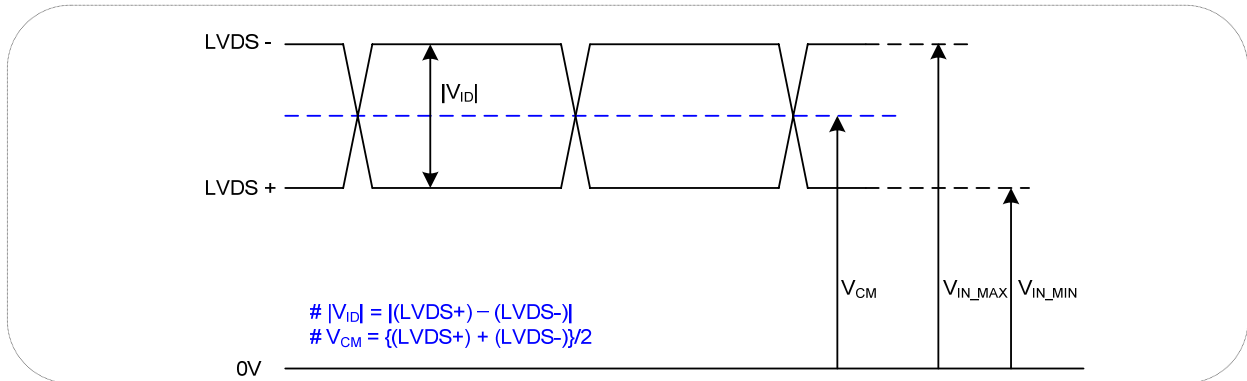 LVDS -
|VID|
LVDS +
VCM
VIN_MAX
VIN_MIN
# |VID| = |(LVDS+) – (LVDS-)|
# VCM = {(LVDS+) + (LVDS-)}/2
0V